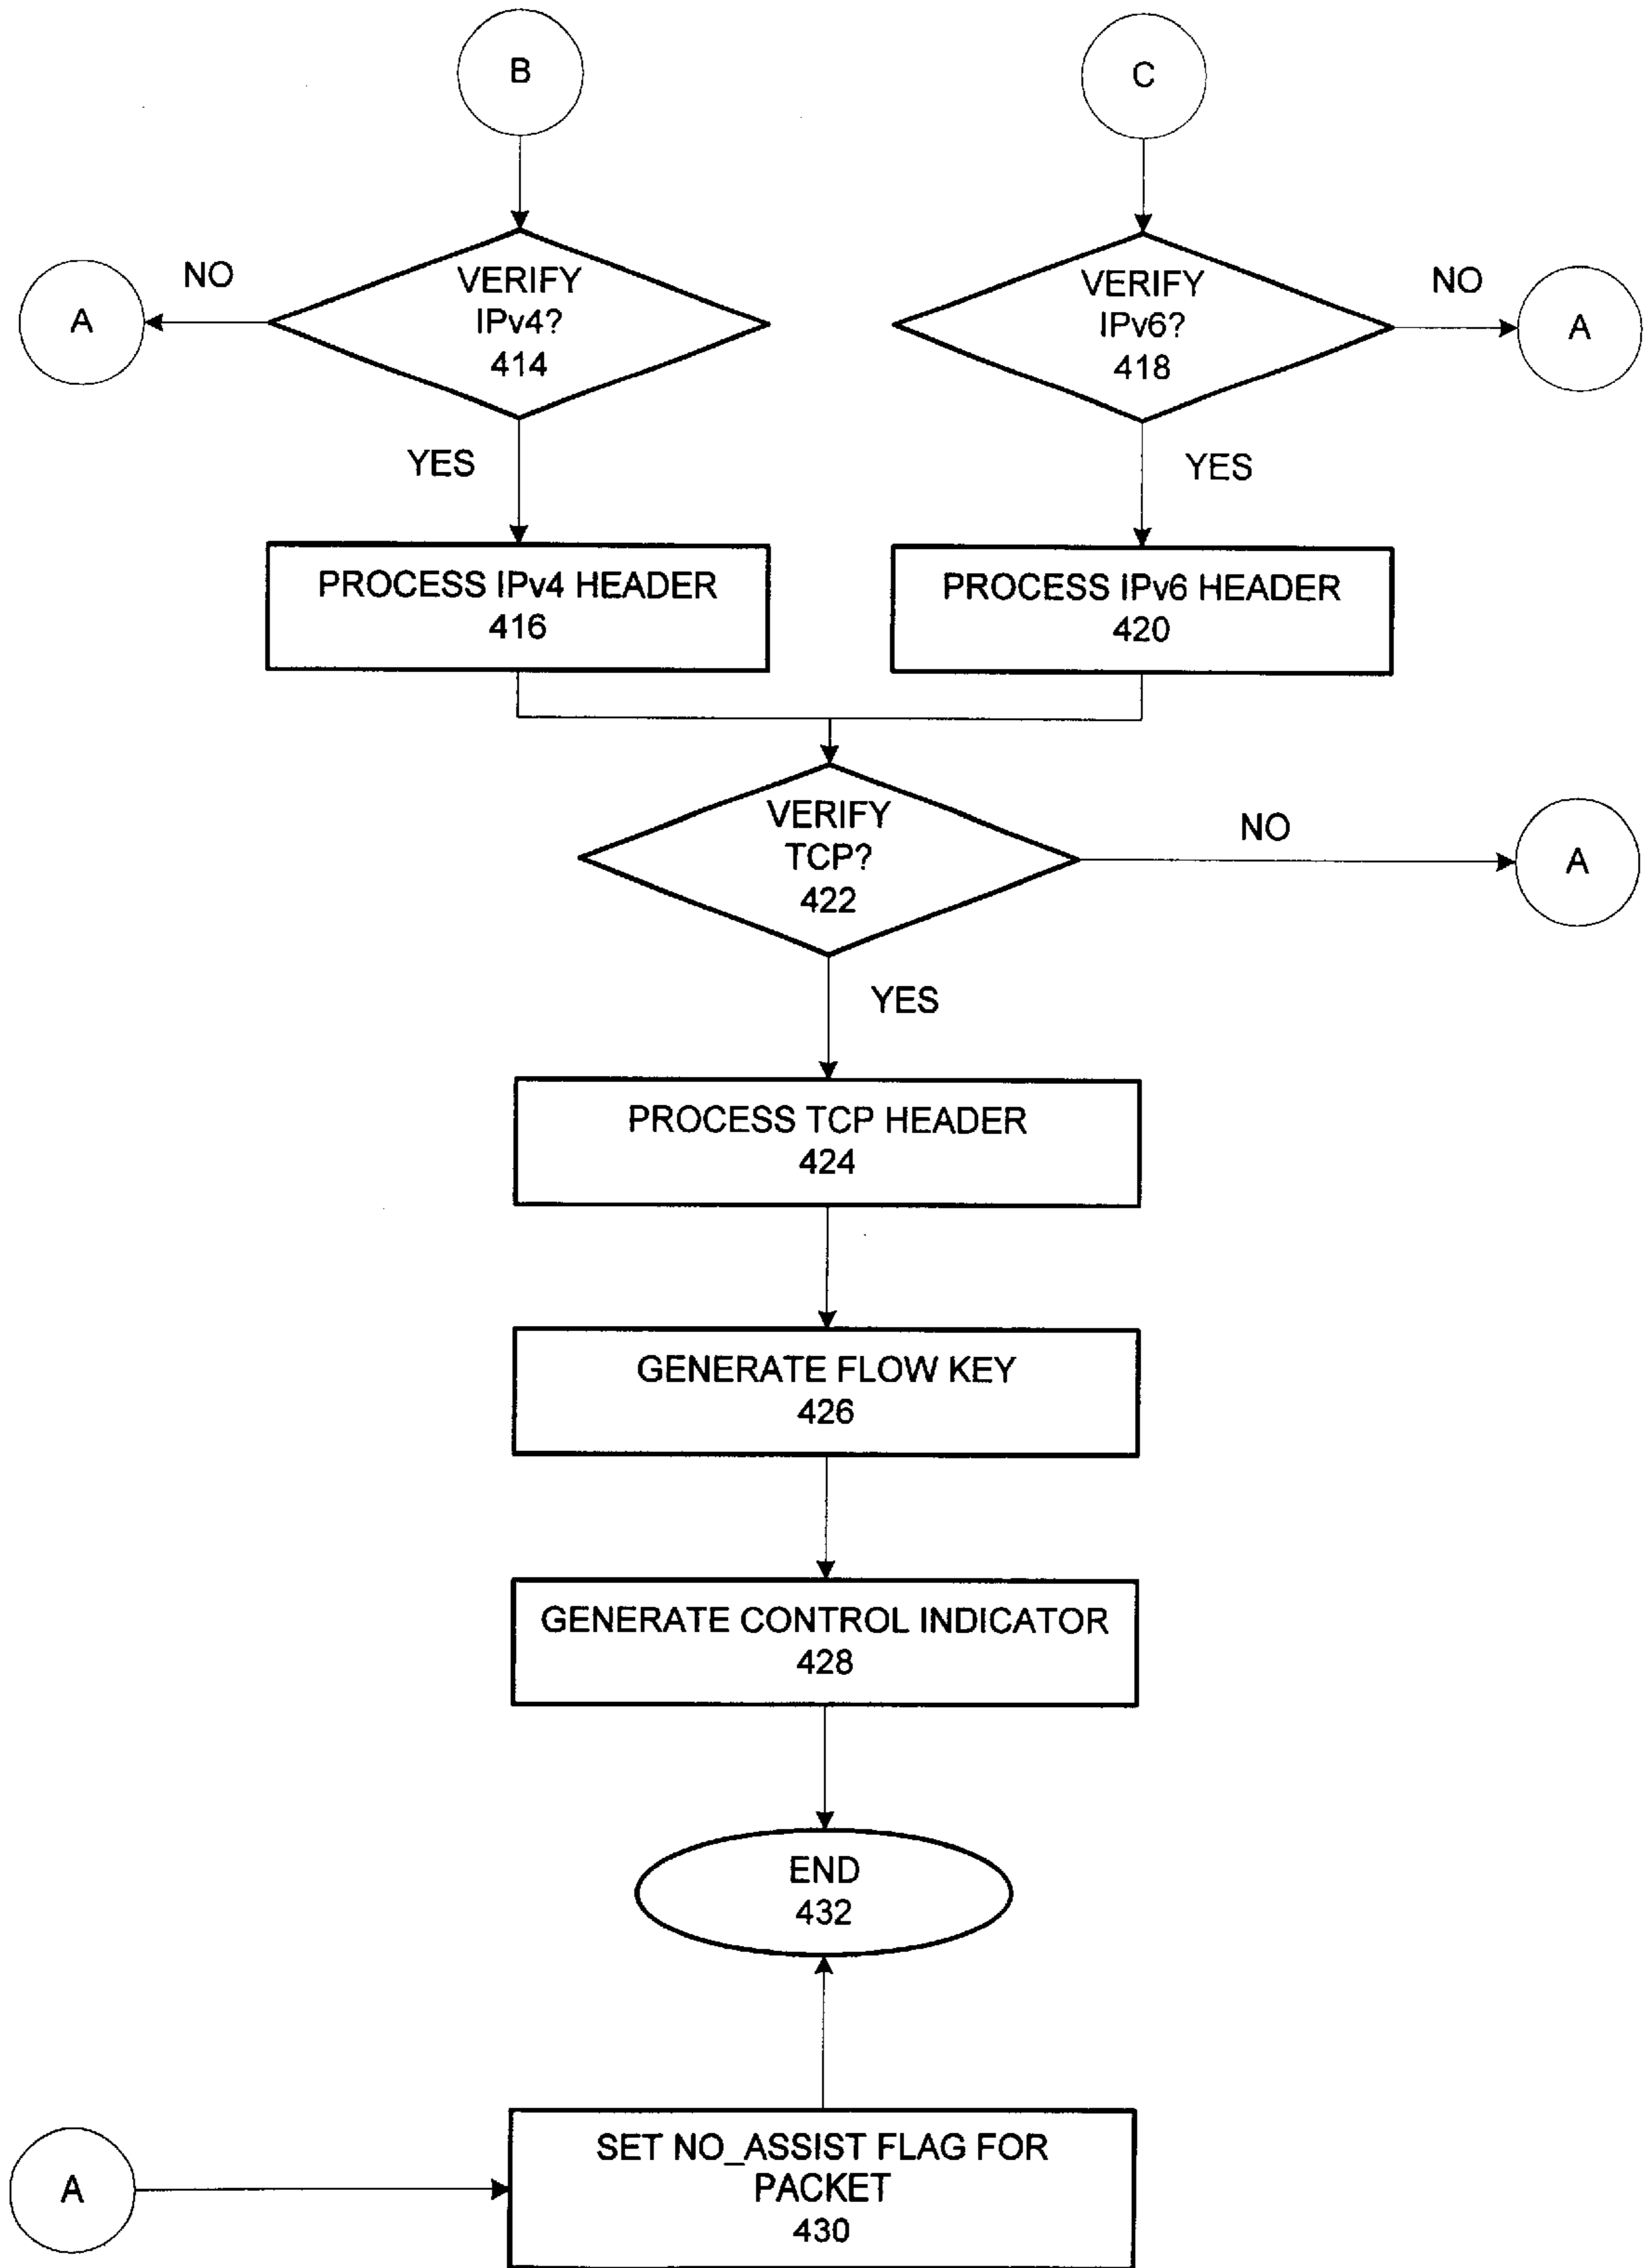 B
C
VERIFY
IPv4?
414
NO
A
VERIFY
IPv6?
418
NO
A
YES
YES
PROCESS IPv4 HEADER
416
PROCESS IPv6 HEADER
420
VERIFY
TCP?
422
NO
A
YES
PROCESS TCP HEADER
424
GENERATE FLOW KEY
426
GENERATE CONTROL INDICATOR
428
END
432
A
SET NO_ASSIST FLAG FOR
PACKET
430